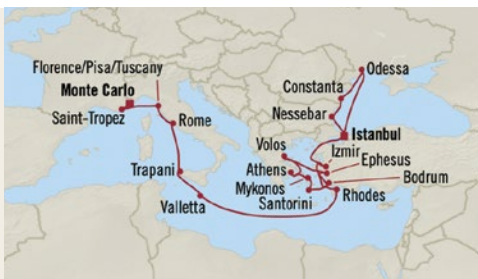 Florence/Pisa/Tuscany
Monte Carlo
Saint-Tropez
Rome
Trapani
Valletta
Odessa
Constanta
Nessebar
Istanbul
Volos
Izmir
Ephesus
Athens
Mykonos
Bodrum
Santorini
Rhodes